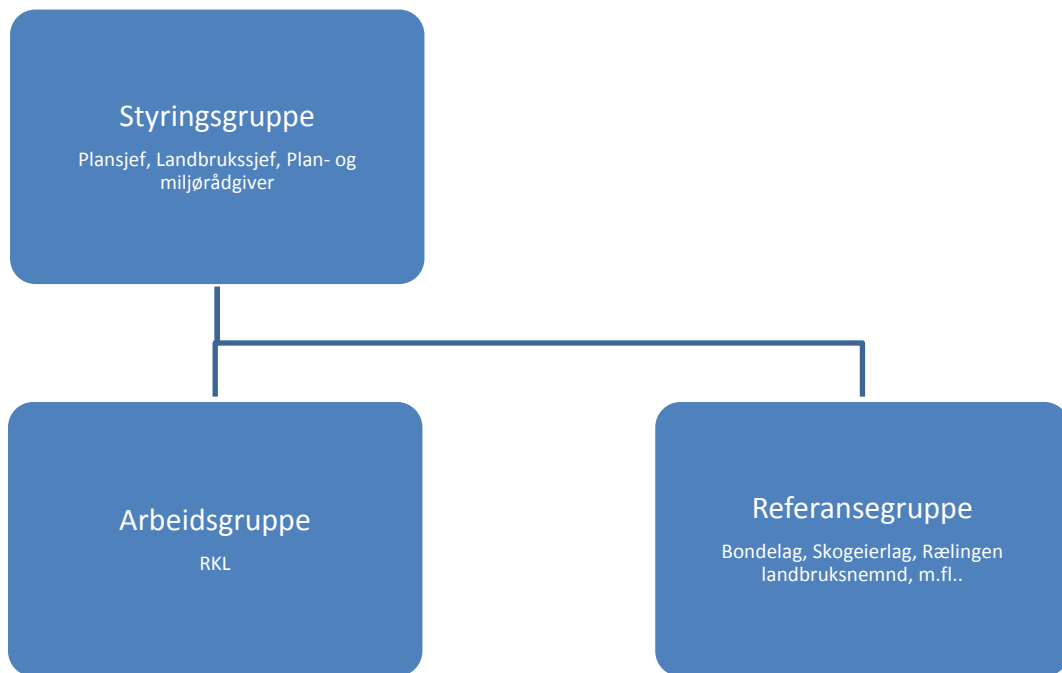 Styringsgruppe
Plansjef, Landbrukssjef, Plan- og
miljørådgiver
Arbeidsgruppe
RKL
Referansegruppe
Bondelag, Skogeierlag, Rælingen
landbruksnemnd, m.fl..